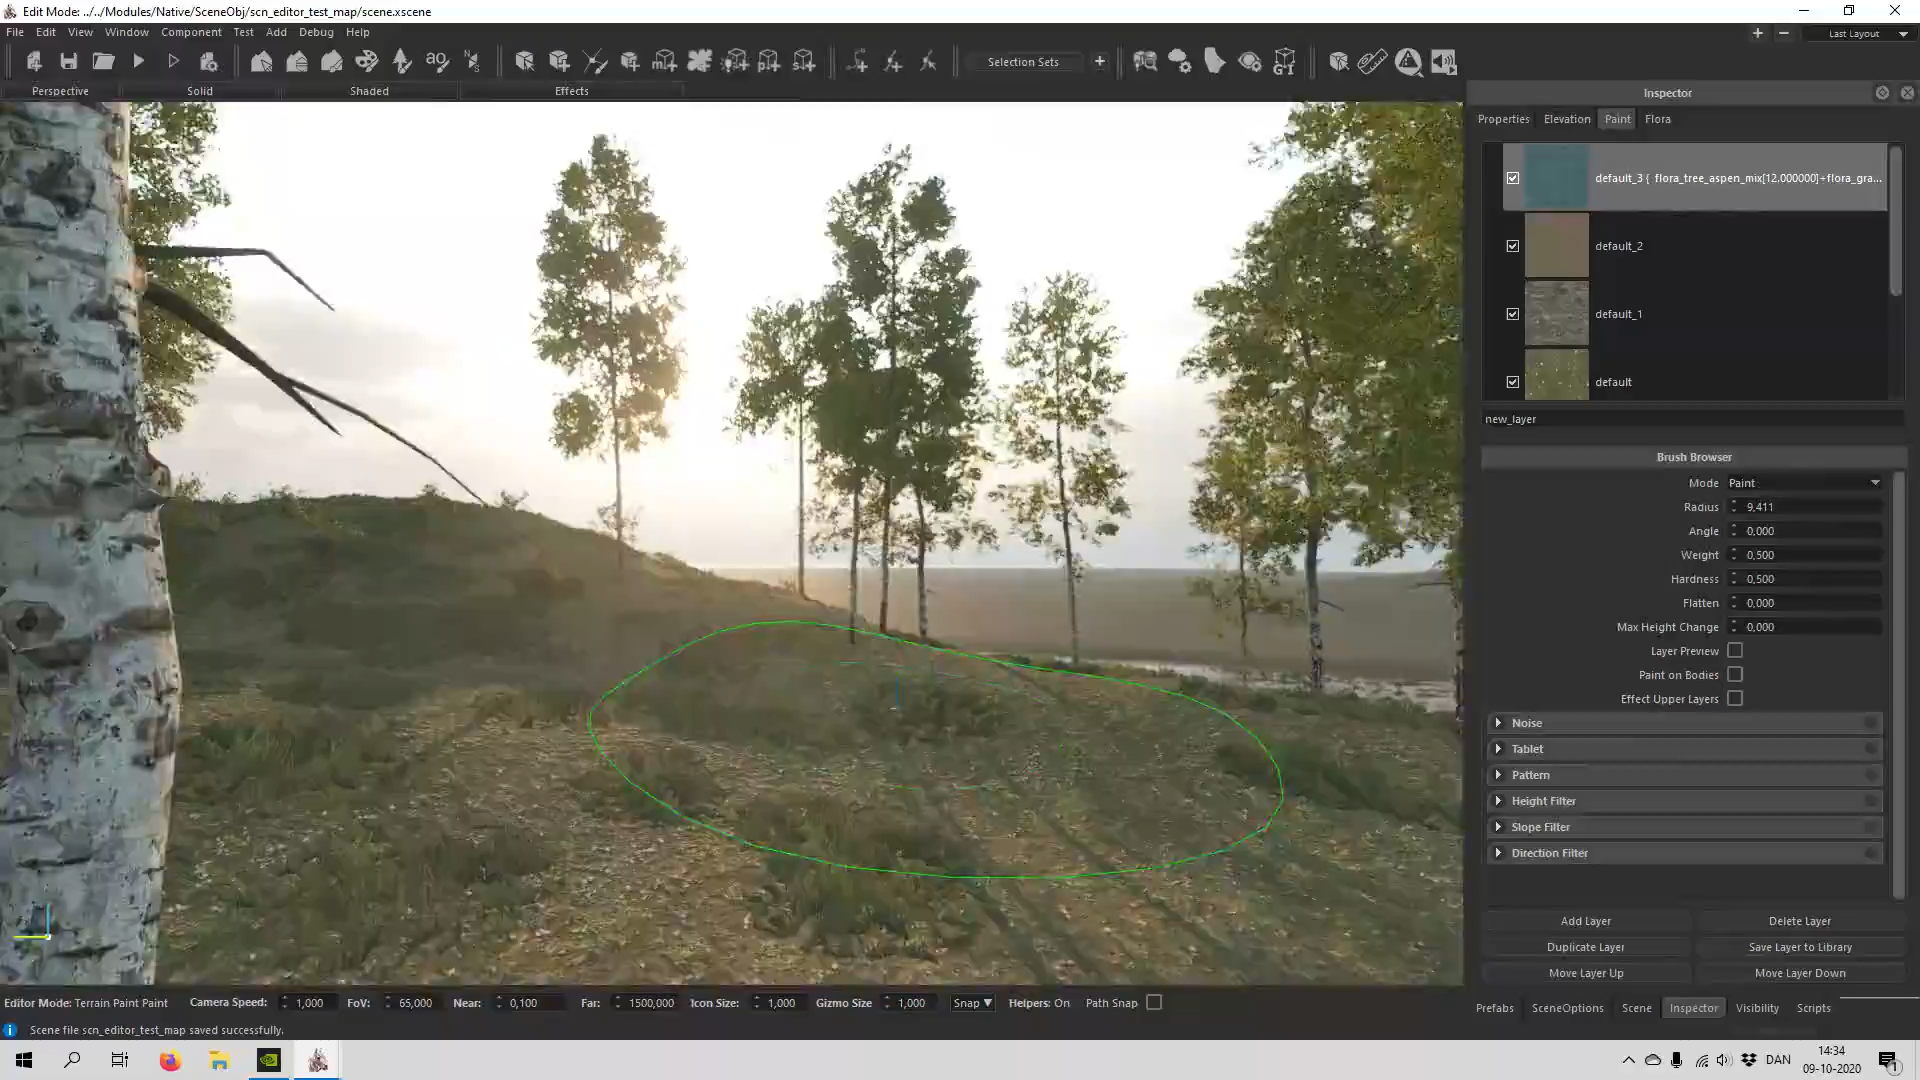 Edit Mode: ../../Modules/Native/SceneObj/scn_editor_test_map/scene.xscene
File Edit View Window Component Test Add Debug Help
Last Layout
Selection Sets
Perspective Solid Shaded Effects
Inspector
Properties Elevation Paint Flora
default_3 { flora_tree_aspen_mix[12.000000]+flora_gra...
default_2
default_1
default
new_layer
Brush Browser
Mode Paint
Radius 9,411
Angle 0,000
Weight 0,500
Hardness 0,500
Flatten 0,000
Max Height Change 0,000
Layer Preview
Paint on Bodies
Effect Upper Layers
Noise
Tablet
Pattern
Height Filter
Slope Filter
Direction Filter
Add Layer Delete Layer
Duplicate Layer Save Layer to Library
Move Layer Up Move Layer Down
Editor Mode: Terrain Paint Paint Camera Speed: 1,000 FoV: 65,000 Near: 0,100 Far: 1500,000 Icon Size: 1,000 Gizmo Size 1,000 Snap Helpers: On Path Snap
Prefabs SceneOptions Scene Inspector Visibility Scripts
Scene file scn_editor_test_map saved successfully.
DAN
14:34
09-10-2020
1